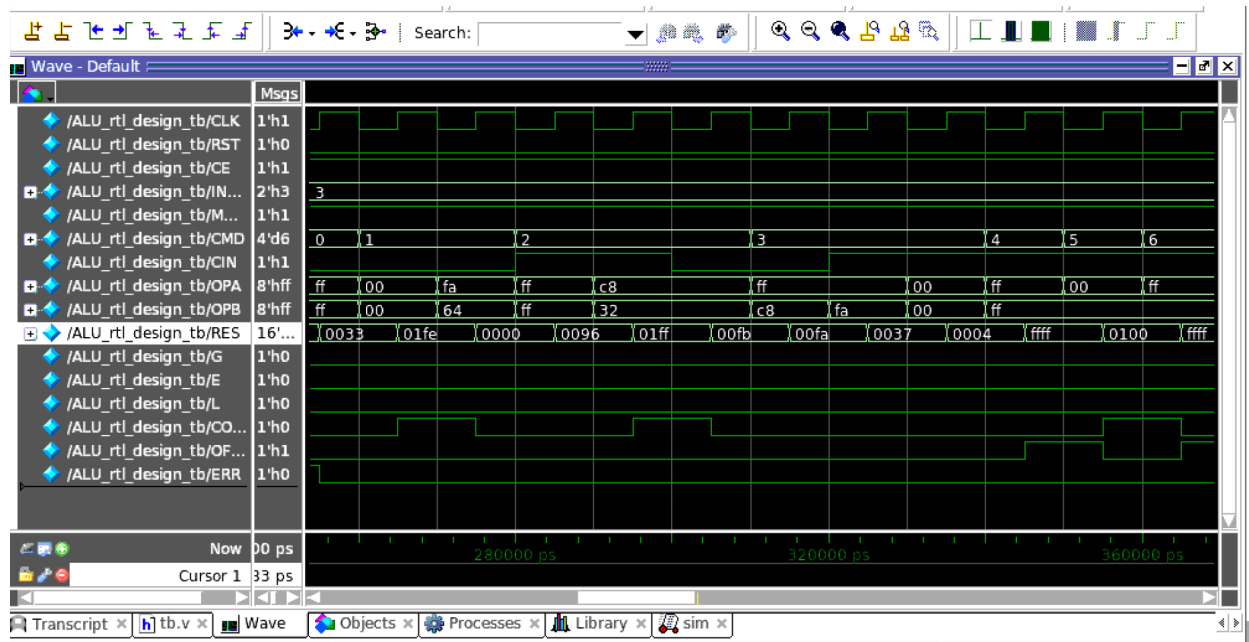 Search:
Wave - Default
Msgs
/ALU_rtl_design_tb/CLK 1'h1
/ALU_rtl_design_tb/RST 1'h0
/ALU_rtl_design_tb/CE 1'h1
/ALU_rtl_design_tb/IN... 2'h3 3
/ALU_rtl_design_tb/M... 1'h1
/ALU_rtl_design_tb/CMD 4'd6 0 1 2 3 4 5 6
/ALU_rtl_design_tb/CIN 1'h1
/ALU_rtl_design_tb/OPA 8'hff ff 00 fa ff c8 ff 00 ff 00 ff
/ALU_rtl_design_tb/OPB 8'hff ff 00 64 ff 32 c8 fa 00 ff
/ALU_rtl_design_tb/RES 16'... 0033 01fe 0000 0096 01ff 00fb 00fa 0037 0004 ffff 0100 ffff
/ALU_rtl_design_tb/G 1'h0
/ALU_rtl_design_tb/E 1'h0
/ALU_rtl_design_tb/L 1'h0
/ALU_rtl_design_tb/CO... 1'h0
/ALU_rtl_design_tb/OF... 1'h1
/ALU_rtl_design_tb/ERR 1'h0
Now 00 ps 280000 ps 320000 ps 360000 ps
Cursor 1 33 ps
Transcript h tb.v Wave Objects Processes Library sim